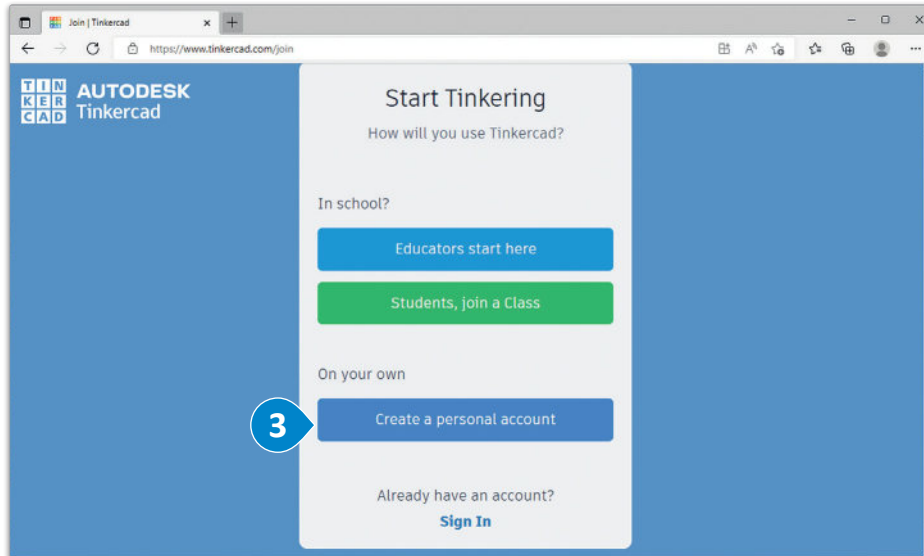 Join | Tinkercad
https://www.tinkercad.com/join
TIN
KER
CAD
AUTODESK
Tinkercad
Start Tinkering
How will you use Tinkercad?
In school?
Educators start here
Students, join a Class
On your own
3
Create a personal account
Already have an account?
Sign In